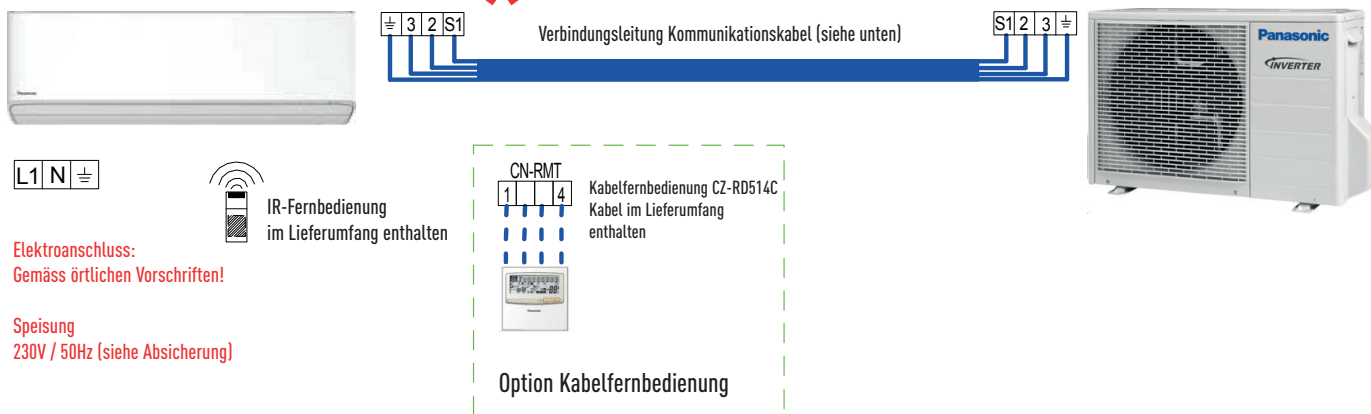 ⏚ 3 2 S1
Verbindungsleitung Kommunikationskabel (siehe unten)
S1 2 3 ⏚
Panasonic
INVERTER
Panasonic
L1 N ⏚
IR-Fernbedienung
im Lieferumfang enthalten
Elektroanschluss:
Gemäss örtlichen Vorschriften!
Speisung
230V / 50Hz (siehe Absicherung)
CN-RMT
1 4
Kabelfernbedienung CZ-RD514C
Kabel im Lieferumfang
enthalten
Panasonic
Option Kabelfernbedienung